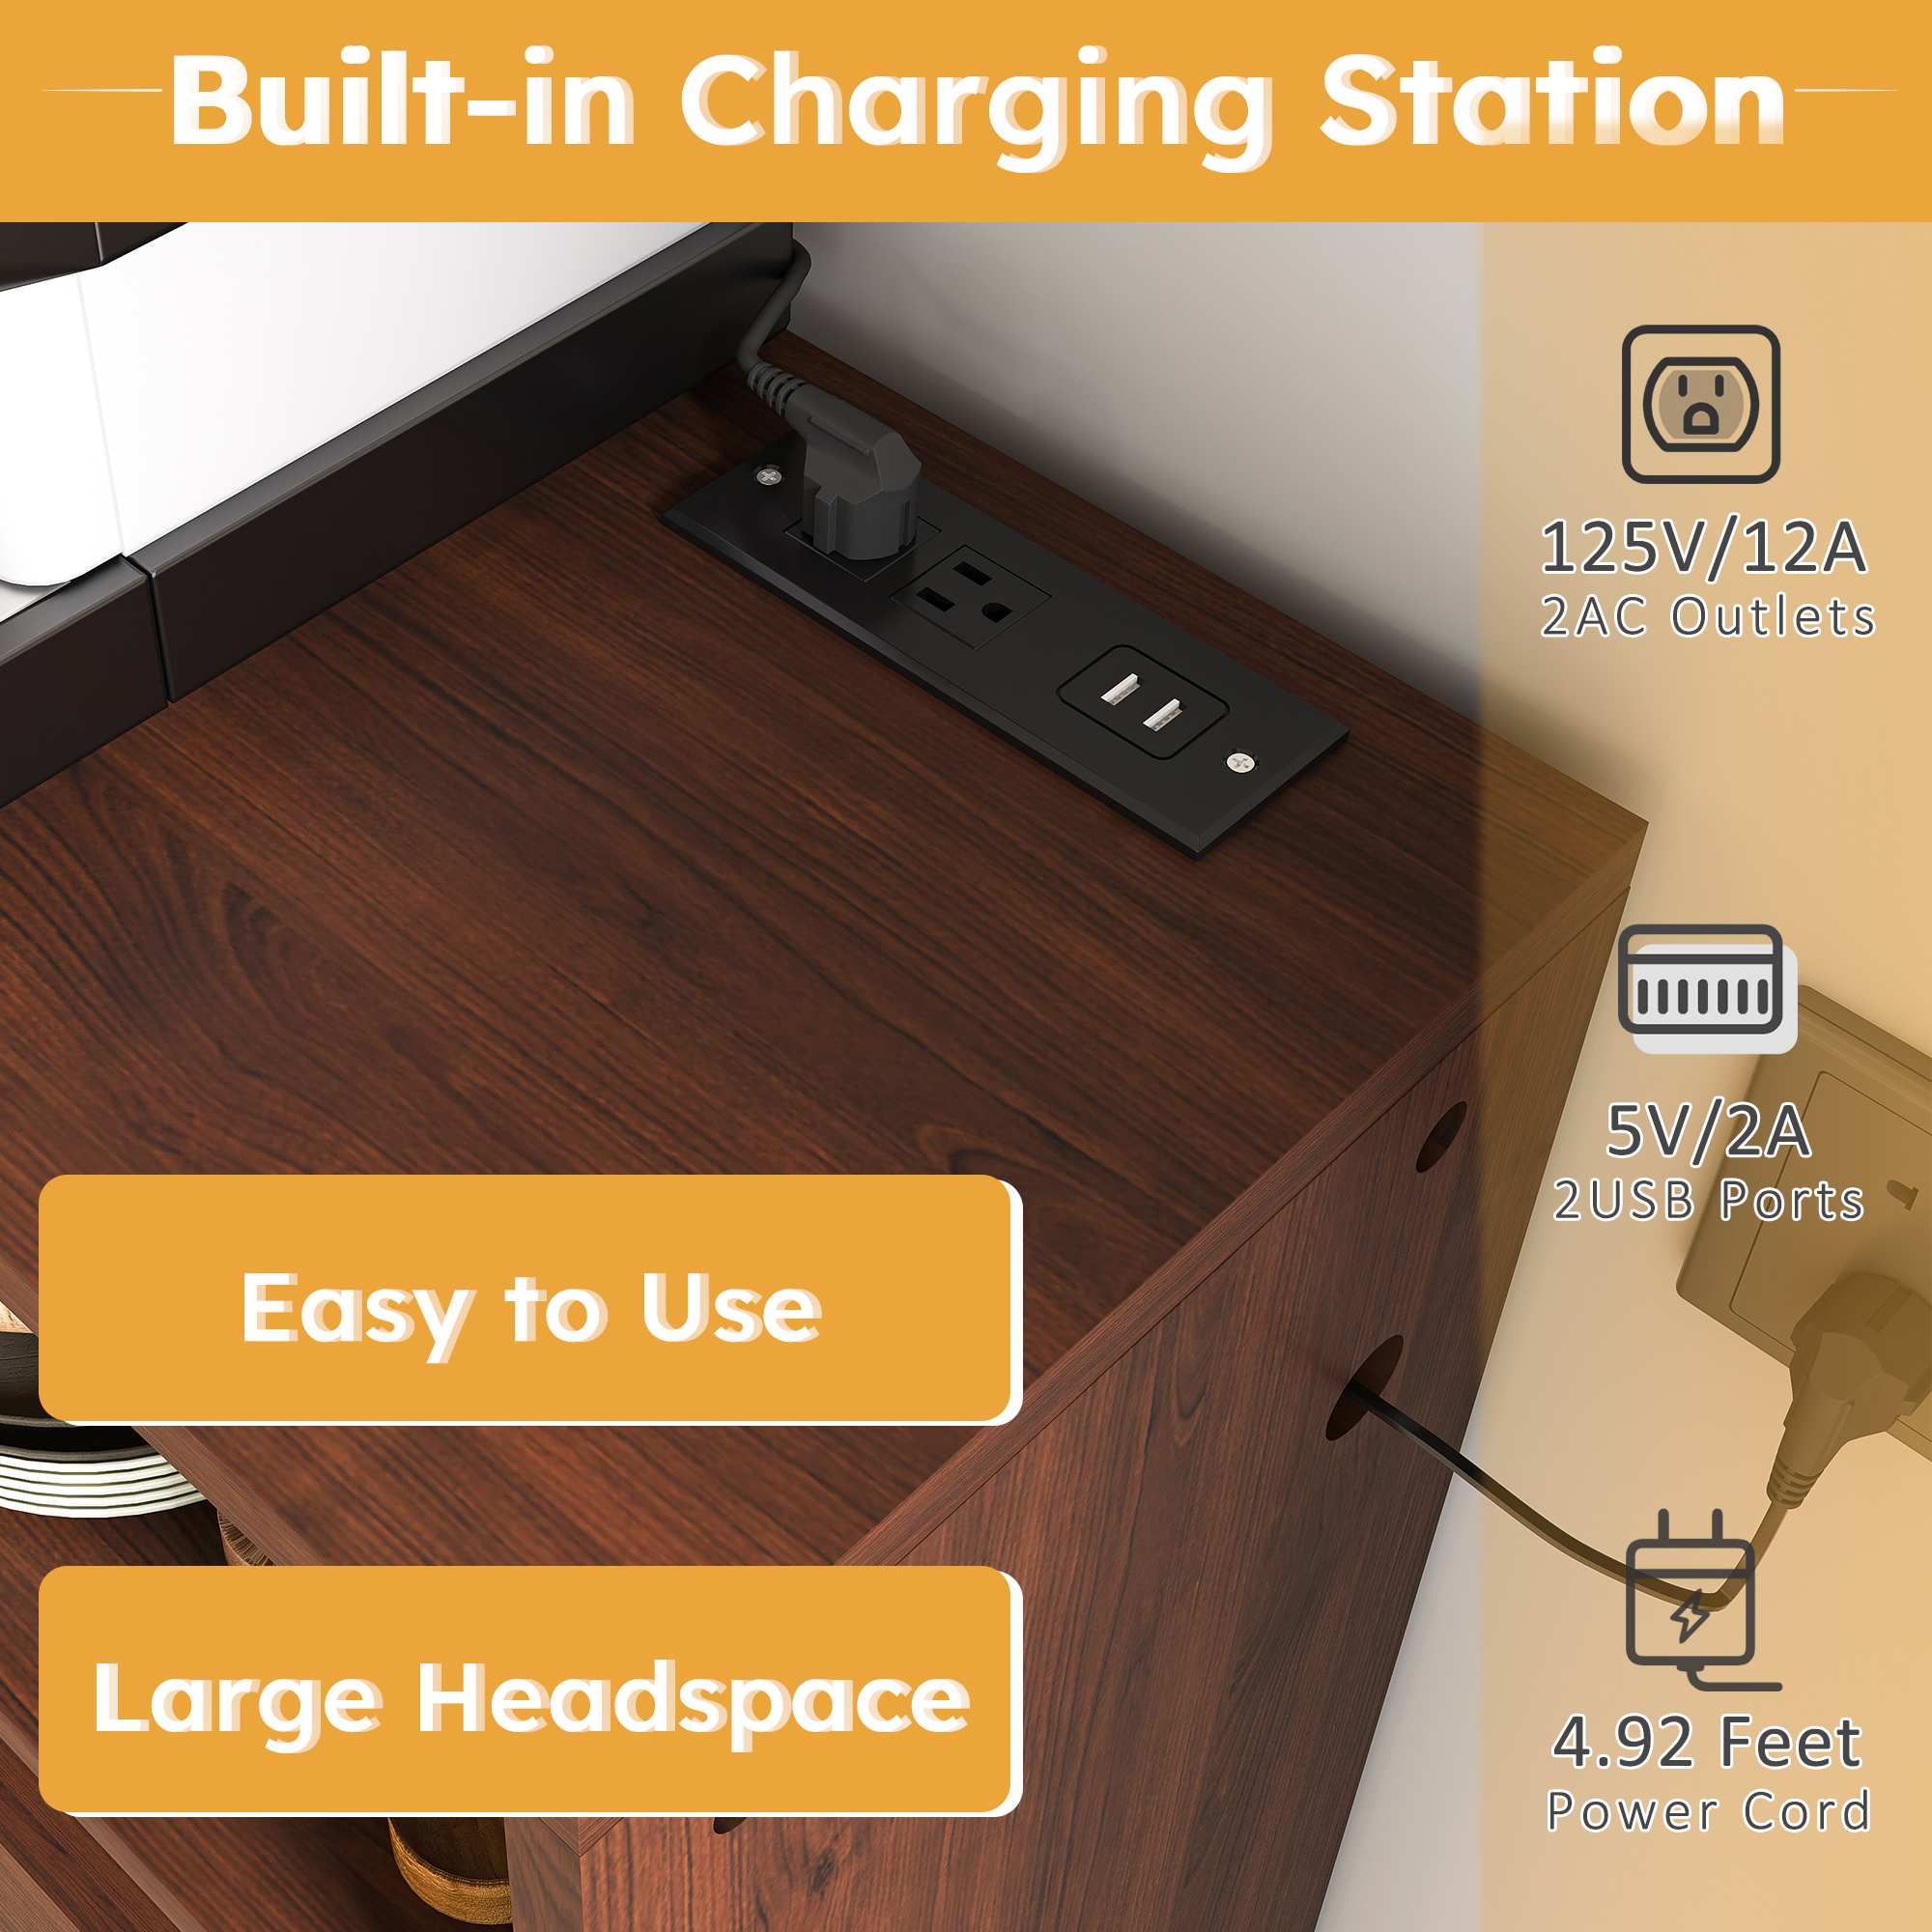 Built-in Charging Station
125V/12A
2AC Outlets
5V/2A
2USB Ports
4.92 Feet
Power Cord
Easy to Use
Large Headspace